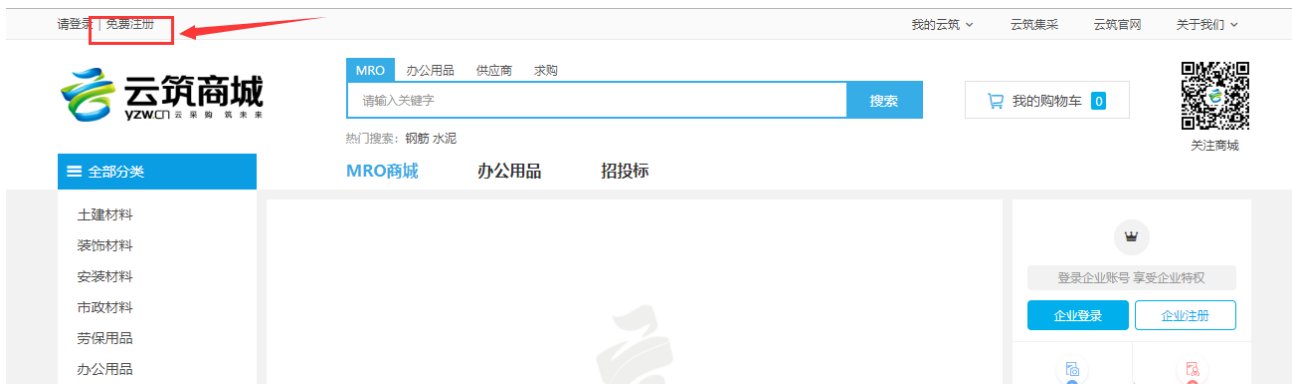 请登录 | 免费注册
我的云筑 云筑集采 云筑官网 关于我们
云筑商城
yzwcn 云采购 筑未来
MRO 办公用品 供应商 求购
请输入关键字 搜索
我的购物车 0
热门搜索: 钢筋 水泥
关注商城
全部分类
MRO商城 办公用品 招投标
土建材料
装饰材料
安装材料
市政材料
劳保用品
办公用品
登录企业账号 享受企业特权
企业登录 企业注册